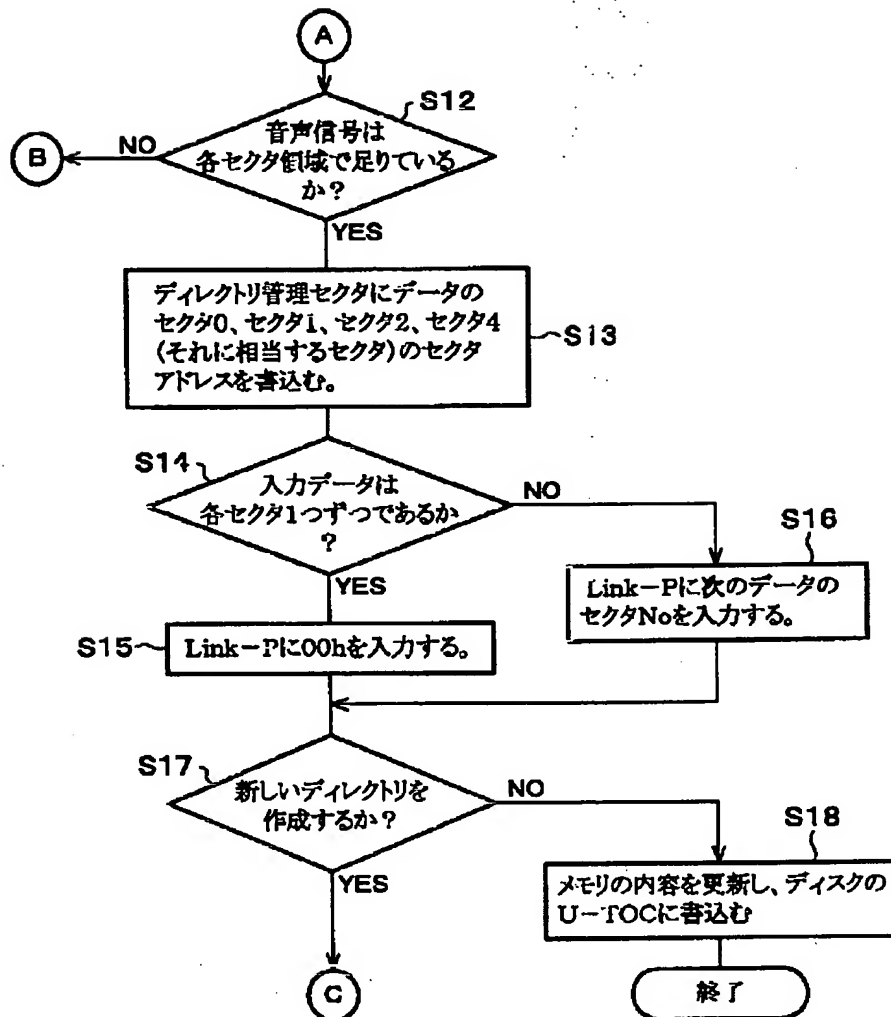 A
S12
音声信号は
各セクタ領域で足りている
か？
NO
B
YES
ディレクトリ管理セクタにデータの
セクタ0、セクタ1、セクタ2、セクタ4
(それに相当するセクタ)のセクタ
アドレスを書込む。
S13
S14
入力データは
各セクタ1つずつであるか
？
NO
YES
S16
Link-Pに次のデータの
セクタNoを入力する。
S15
Link-Pに00hを入力する。
S17
新しいディレクトリを
作成するか？
NO
YES
S18
メモリの内容を更新し、ディスクの
U-TOCに書込む
C
終了